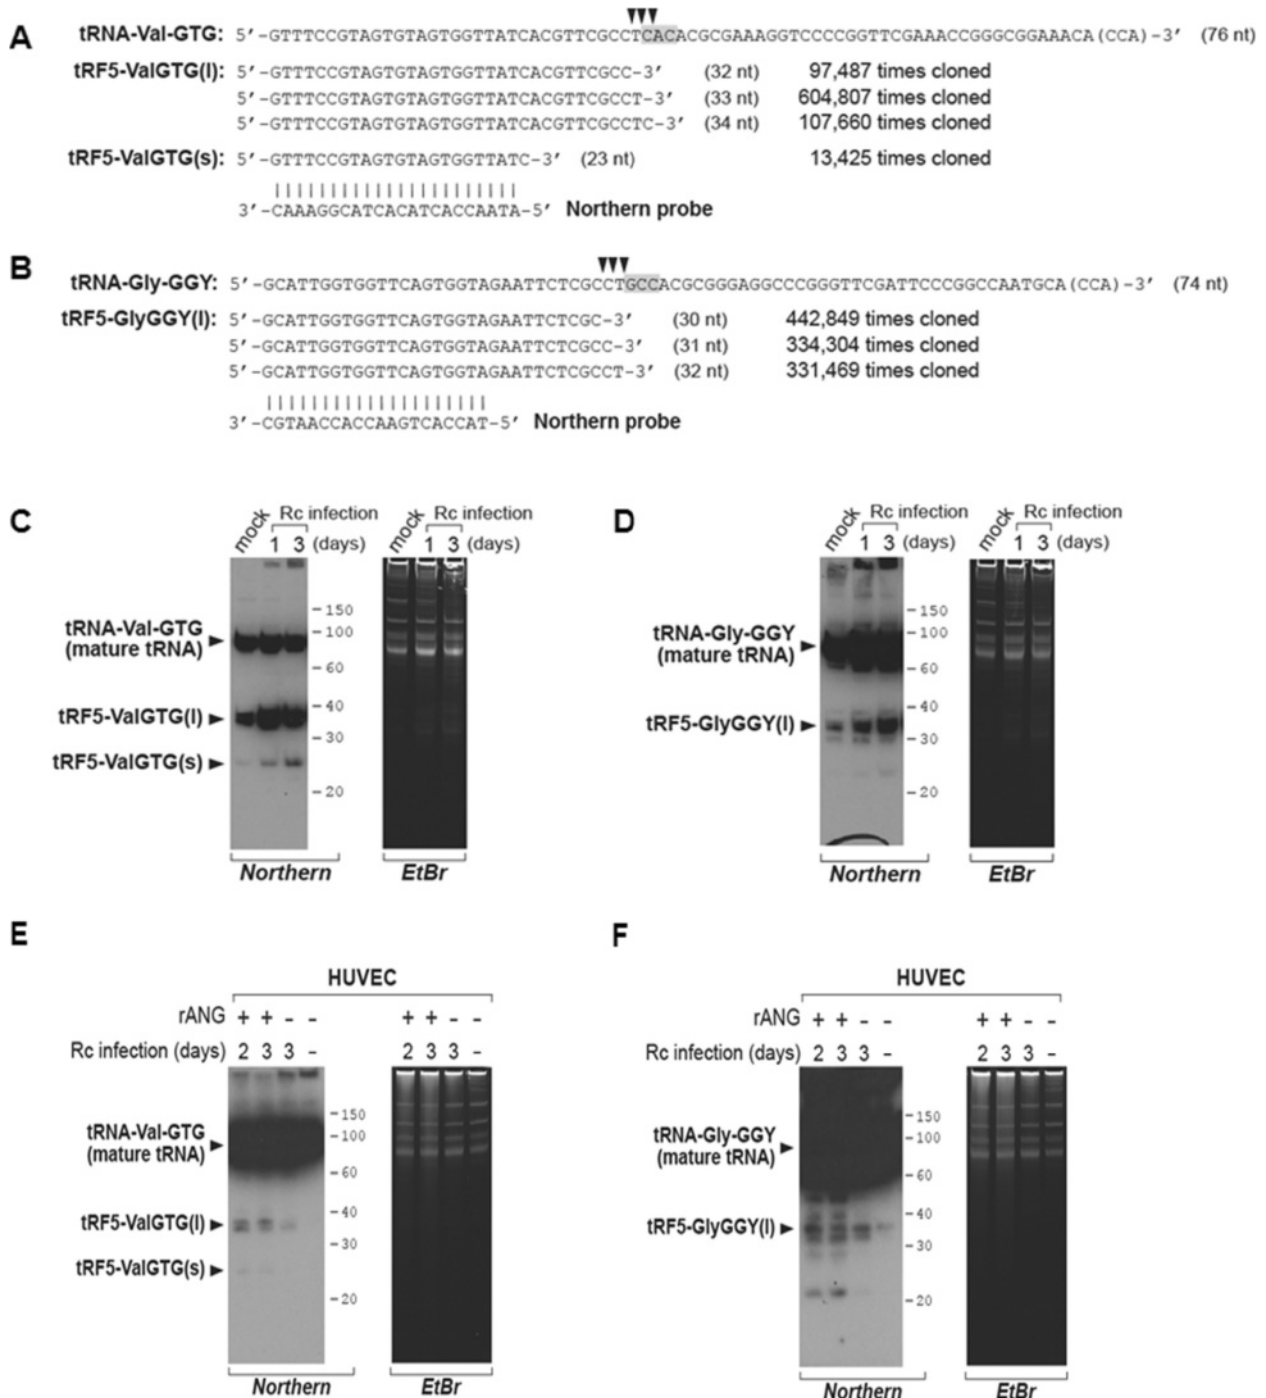 A
tRNA-Val-GTG: 5′-GTTTCCGTAGTGTAGTGGTTATCACGTTCGCCTCACACGCGAAAGGTCCCCGGTTCGAAACCGGGCGGAAACA(CCA)-3′ (76 nt)
tRF5-ValGTG(l): 5′-GTTTCCGTAGTGTAGTGGTTATCACGTTCGCC-3′ (32 nt) 97,487 times cloned
5′-GTTTCCGTAGTGTAGTGGTTATCACGTTCGCCT-3′ (33 nt) 604,807 times cloned
5′-GTTTCCGTAGTGTAGTGGTTATCACGTTCGCCTC-3′ (34 nt) 107,660 times cloned
tRF5-ValGTG(s): 5′-GTTTCCGTAGTGTAGTGGTTATC-3′ (23 nt) 13,425 times cloned
3′-CAAAGGCATCACATCACCAATA-5′ Northern probe
B
tRNA-Gly-GGY: 5′-GCATTGGTGGTTCAGTGGTAGAATTCTCGCCTGCCACGCGGGAGGCCCGGGTTCGATTCCCGGCCAATGCA(CCA)-3′ (74 nt)
tRF5-GlyGGY(l): 5′-GCATTGGTGGTTCAGTGGTAGAATTCTCGC-3′ (30 nt) 442,849 times cloned
5′-GCATTGGTGGTTCAGTGGTAGAATTCTCGCC-3′ (31 nt) 334,304 times cloned
5′-GCATTGGTGGTTCAGTGGTAGAATTCTCGCCT-3′ (32 nt) 331,469 times cloned
3′-CGTAACCACCAAGTCACCAT-5′ Northern probe
C
mock Rc infection mock Rc infection
1 3 (days) 1 3 (days)
tRNA-Val-GTG
(mature tRNA)
tRF5-ValGTG(l)
tRF5-ValGTG(s)
-150
-100
-60
-40
-30
-20
Northern EtBr
D
mock Rc infection mock Rc infection
1 3 (days) 1 3 (days)
tRNA-Gly-GGY
(mature tRNA)
tRF5-GlyGGY(l)
-150
-100
-60
-40
-30
-20
Northern EtBr
E
HUVEC
rANG + + - - + + - -
Rc infection (days) 2 3 3 - 2 3 3 -
tRNA-Val-GTG
(mature tRNA)
tRF5-ValGTG(l)
tRF5-ValGTG(s)
-150
-100
-60
-40
-30
-20
Northern EtBr
F
HUVEC
rANG + + - - + + - -
Rc infection (days) 2 3 3 - 2 3 3 -
tRNA-Gly-GGY
(mature tRNA)
tRF5-GlyGGY(l)
-150
-100
-60
-40
-30
-20
Northern EtBr